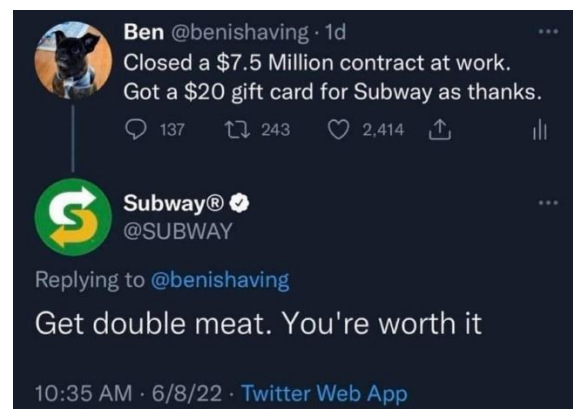 Ben @benishaving · 1d
Closed a $7.5 Million contract at work.
Got a $20 gift card for Subway as thanks.
137 243 2,414
Subway®
@SUBWAY
Replying to @benishaving
Get double meat. You're worth it
10:35 AM · 6/8/22 · Twitter Web App